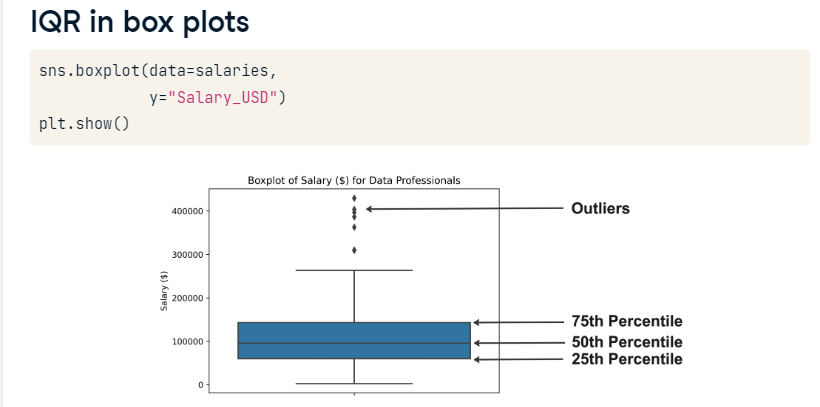 IQR in box plots
sns.boxplot(data=salaries,
y="Salary_USD")
plt.show()
Boxplot of Salary ($) for Data Professionals
400000
Outliers
300000
Salary ($)
200000
75th Percentile
100000
50th Percentile
25th Percentile
0